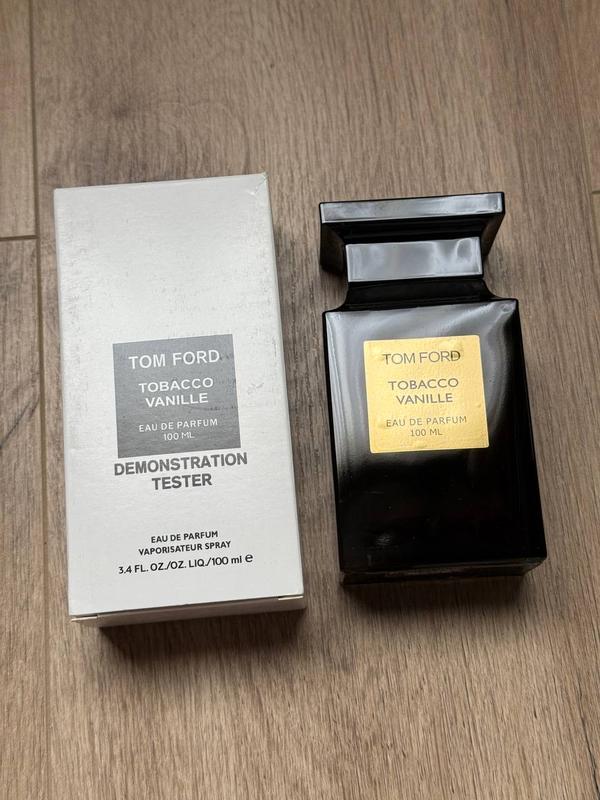 TOM FORD
TOBACCO
VANILLE
EAU DE PARFUM
100 ML
DEMONSTRATION
TESTER
EAU DE PARFUM
VAPORISATEUR SPRAY
3.4 FL. OZ./OZ. LIQ./100 ml e
TOM FORD
TOBACCO
VANILLE
EAU DE PARFUM
100 ML